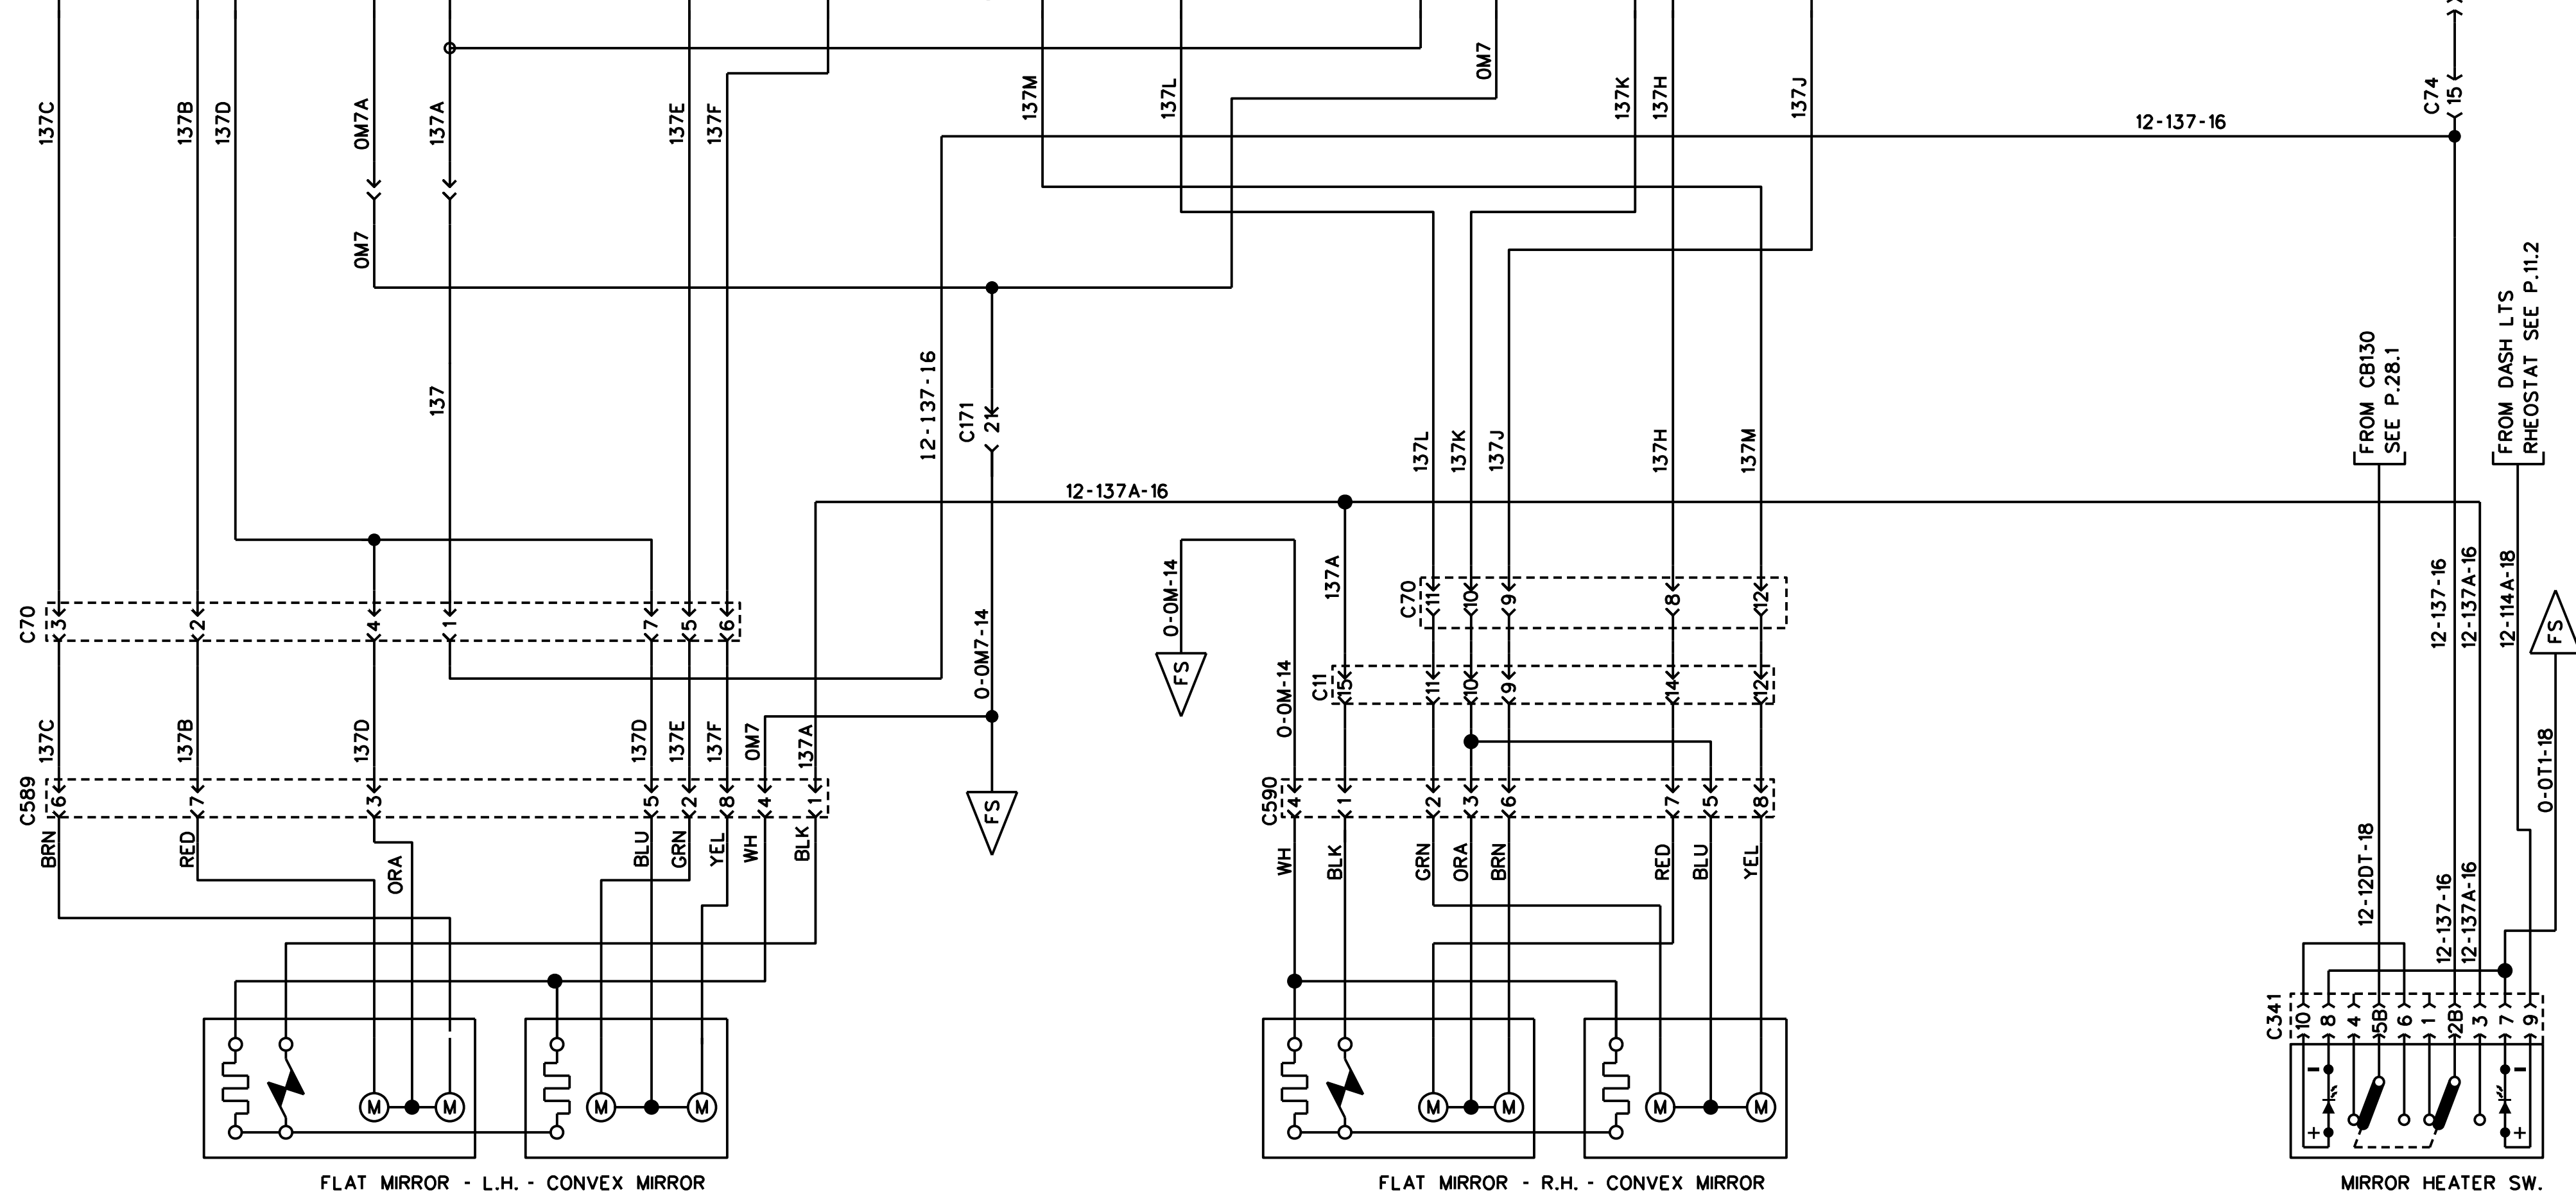 137C
137B
137D
0M7A
137A
137E
137F
137M
137L
0M7
137K
137H
137J
C74
15
12-137-16
0M7
137
12-137-16
C171
21
137L
137K
137J
137H
137M
FROM CB130
SEE P.28.1
FROM DASH LTS
RHEOSTAT SEE P.11.2
12-137A-16
0-0M-14
137A
FS
C70
11
10
9
8
12
12-137-16
12-137A-16
12-114A-18
FS
C70
3
2
4
1
7
5
6
0-0M7-14
0-0M-14
C11
15
11
10
9
14
12
137C
137B
137D
137D
137E
137F
0M7
137A
0-0T1-18
C589
6
7
3
5
2
8
4
1
FS
C590
4
1
2
3
6
7
5
8
BRN
RED
ORA
BLU
GRN
YEL
WH
BLK
WH
BLK
GRN
ORA
BRN
RED
BLU
YEL
12-12DT-18
12-137-16
12-137A-16
C341
10
8
4
5B
6
1
2B
3
7
9
M
M
M
M
M
M
M
M
- -
+ +
FLAT MIRROR - L.H. - CONVEX MIRROR
FLAT MIRROR - R.H. - CONVEX MIRROR
MIRROR HEATER SW.